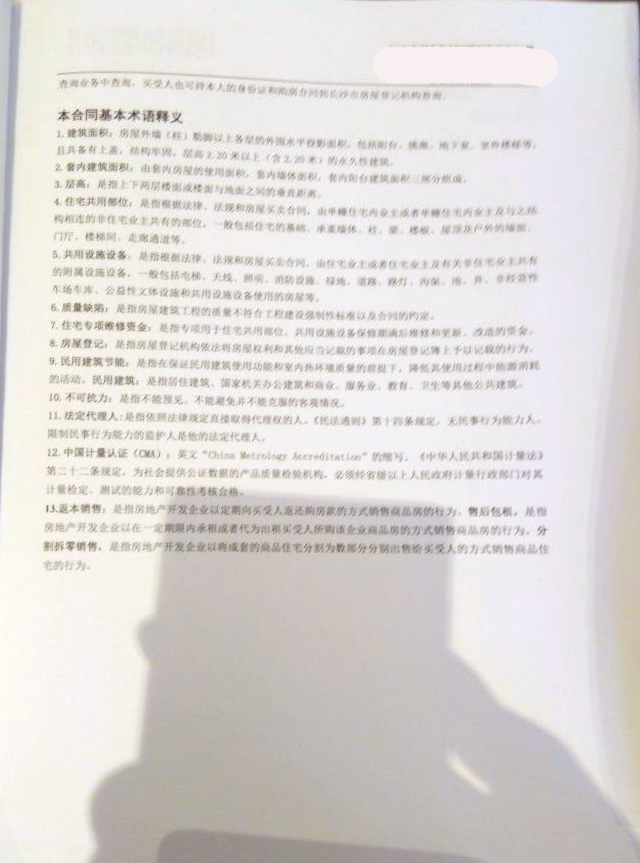 查询业务中查询，买受人也可持本人的身份证和购房合同到长沙市房屋登记机构查询。
本合同基本术语释义
1. 建筑面积：房屋外墙（柱）勒脚以上各层的外围水平投影面积，包括阳台、挑廊、地下室、室外楼梯等，
且具备有上盖，结构牢固，层高 2.20 米以上（含 2.20 米）的永久性建筑。
2. 套内建筑面积：由套内房屋的使用面积，套内墙体面积，套内阳台建筑面积三部分组成。
3. 层高：是指上下两层楼面或楼面与地面之间的垂直距离。
4. 住宅共用部位：是指根据法律、法规和房屋买卖合同，由单幢住宅内业主或者单幢住宅内业主及与之结
构相连的非住宅业主共有的部位，一般包括住宅的基础、承重墙体、柱、梁、楼板、屋顶及户外的墙面、
门厅、楼梯间、走廊通道等。
5. 共用设施设备：是指根据法律、法规和房屋买卖合同，由住宅业主或者住宅业主及有关非住宅业主共有
的附属设施设备，一般包括电梯、天线、照明、消防设施、绿地、道路、路灯、沟渠、池、井、非经营性
车场车库、公益性文体设施和共用设施设备使用的房屋等。
6. 质量缺陷：是指房屋建筑工程的质量不符合工程建设强制性标准以及合同的约定。
7. 住宅专项维修资金：是指专项用于住宅共用部位、共用设施设备保修期满后维修和更新、改造的资金。
8. 房屋登记：是指房屋登记机构依法将房屋权利和其他应当记载的事项在房屋登记簿上予以记载的行为。
9. 民用建筑节能：是指在保证民用建筑使用功能和室内热环境质量的前提下，降低其使用过程中能源消耗
的活动。民用建筑：是指居住建筑、国家机关办公建筑和商业、服务业、教育、卫生等其他公共建筑。
10. 不可抗力：是指不能预见、不能避免并不能克服的客观情况。
11. 法定代理人：是指依照法律规定直接取得代理权的人。《民法通则》第十四条规定，无民事行为能力人、
限制民事行为能力的监护人是他的法定代理人。
12. 中国计量认证（CMA）：英文“China Metrology Accreditation”的缩写。《中华人民共和国计量法》
第二十二条规定，为社会提供公证数据的产品质量检验机构，必须经省级以上人民政府计量行政部门对其
计量检定、测试的能力和可靠性考核合格。
13.返本销售：是指房地产开发企业以定期向买受人返还购房款的方式销售商品房的行为。售后包租，是指
房地产开发企业以在一定期限内承租或者代为出租买受人所购该企业商品房的方式销售商品房的行为。分
割拆零销售，是指房地产开发企业以将成套的商品住宅分割为数部分分别出售给买受人的方式销售商品住
宅的行为。